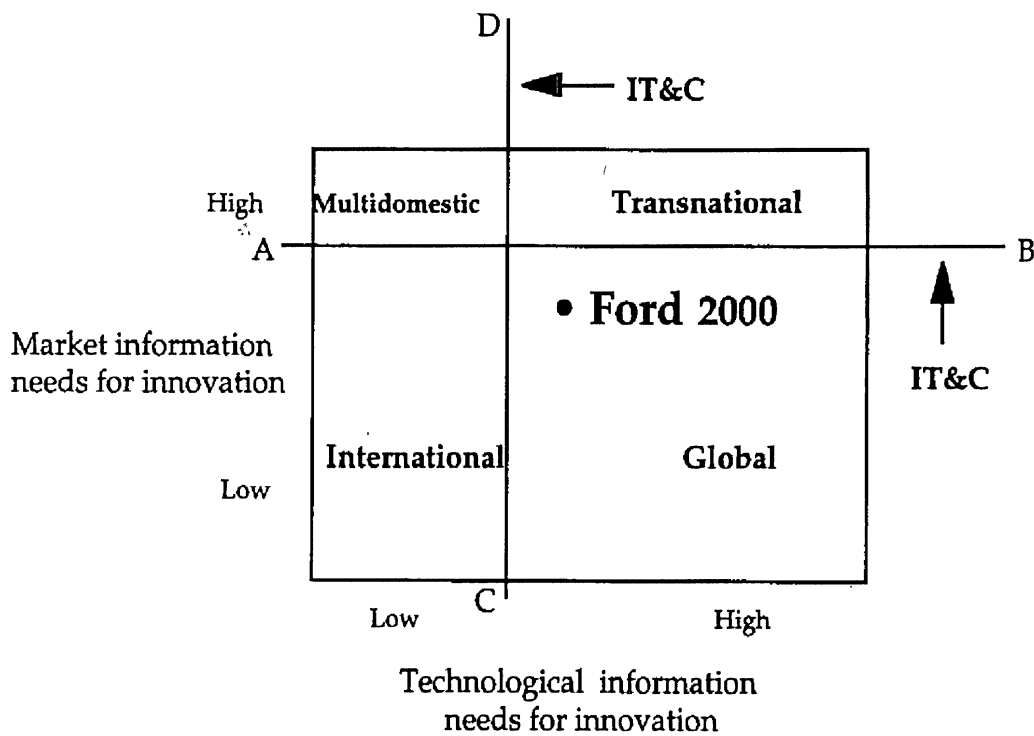 D
IT&C
High
Multidomestic
Transnational
A
B
• Ford 2000
Market information
needs for innovation
IT&C
International
Global
Low
C
Low
High
Technological information
needs for innovation